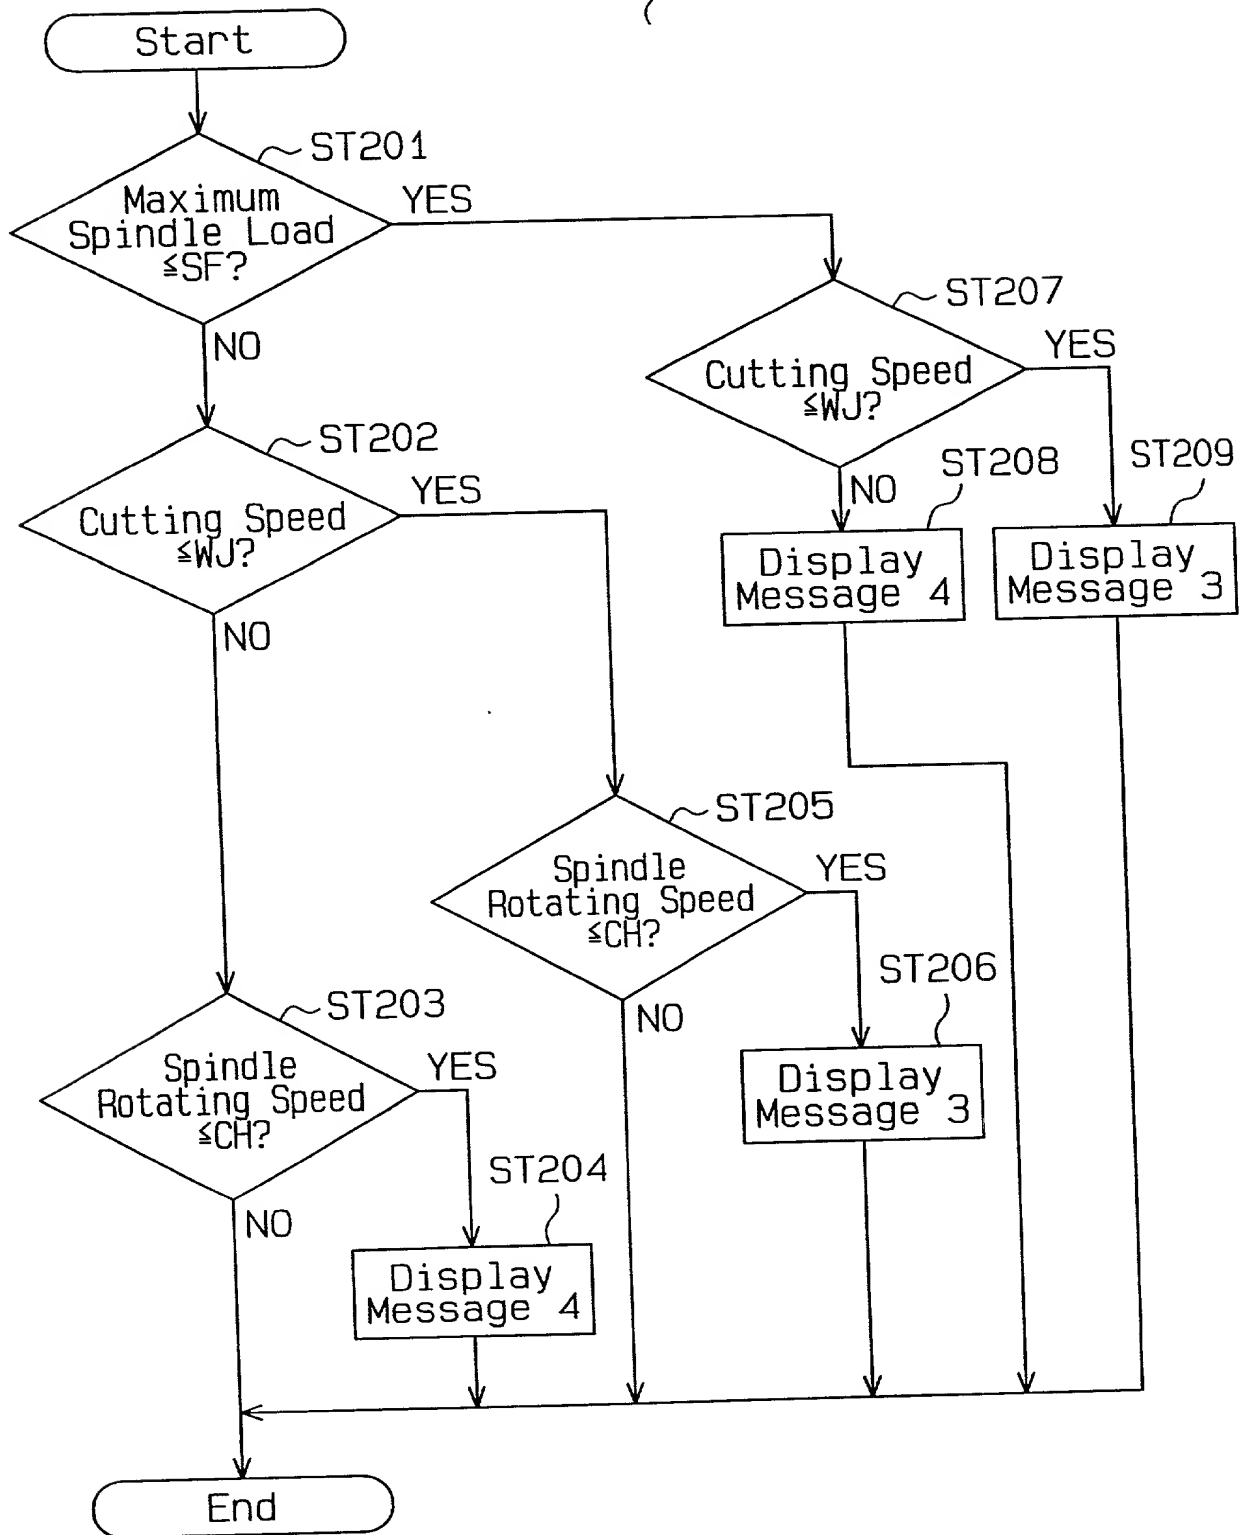 Start
ST201
Maximum
Spindle Load
≦SF?
YES
NO
ST207
Cutting Speed
≦WJ?
YES
NO
ST202
Cutting Speed
≦WJ?
YES
NO
ST208
Display
Message 4
ST209
Display
Message 3
ST205
Spindle
Rotating Speed
≦CH?
YES
NO
ST206
Display
Message 3
ST203
Spindle
Rotating Speed
≦CH?
YES
NO
ST204
Display
Message 4
End